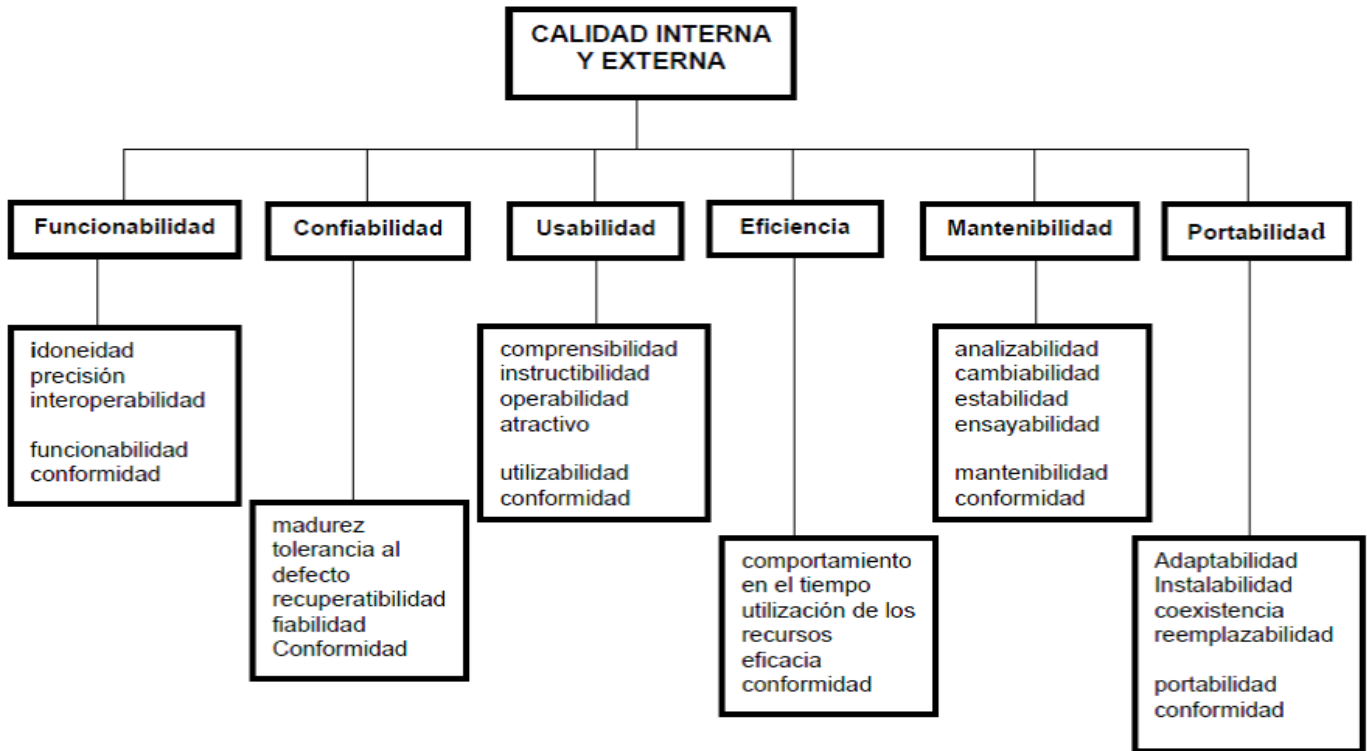 CALIDAD INTERNA
Y EXTERNA
Funcionabilidad
Confiabilidad
Usabilidad
Eficiencia
Mantenibilidad
Portabilidad
idoneidad
precisión
interoperabilidad
funcionabilidad
conformidad
madurez
tolerancia al
defecto
recuperatibilidad
fiabilidad
Conformidad
comprensibilidad
instructibilidad
operabilidad
atractivo
utilizabilidad
conformidad
comportamiento
en el tiempo
utilización de los
recursos
eficacia
conformidad
analizabilidad
cambiabilidad
estabilidad
ensayabilidad
mantenibilidad
conformidad
Adaptabilidad
Instalabilidad
coexistencia
reemplazabilidad
portabilidad
conformidad